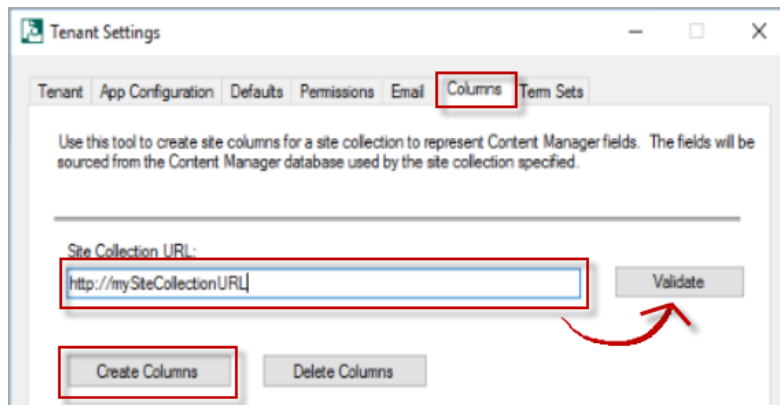 Tenant Settings
Tenant App Configuration Defaults Permissions Email Columns Term Sets
Use this tool to create site columns for a site collection to represent Content Manager fields. The fields will be
sourced from the Content Manager database used by the site collection specified.
Site Collection URL:
http://mySiteCollectionURL
Validate
Create Columns Delete Columns